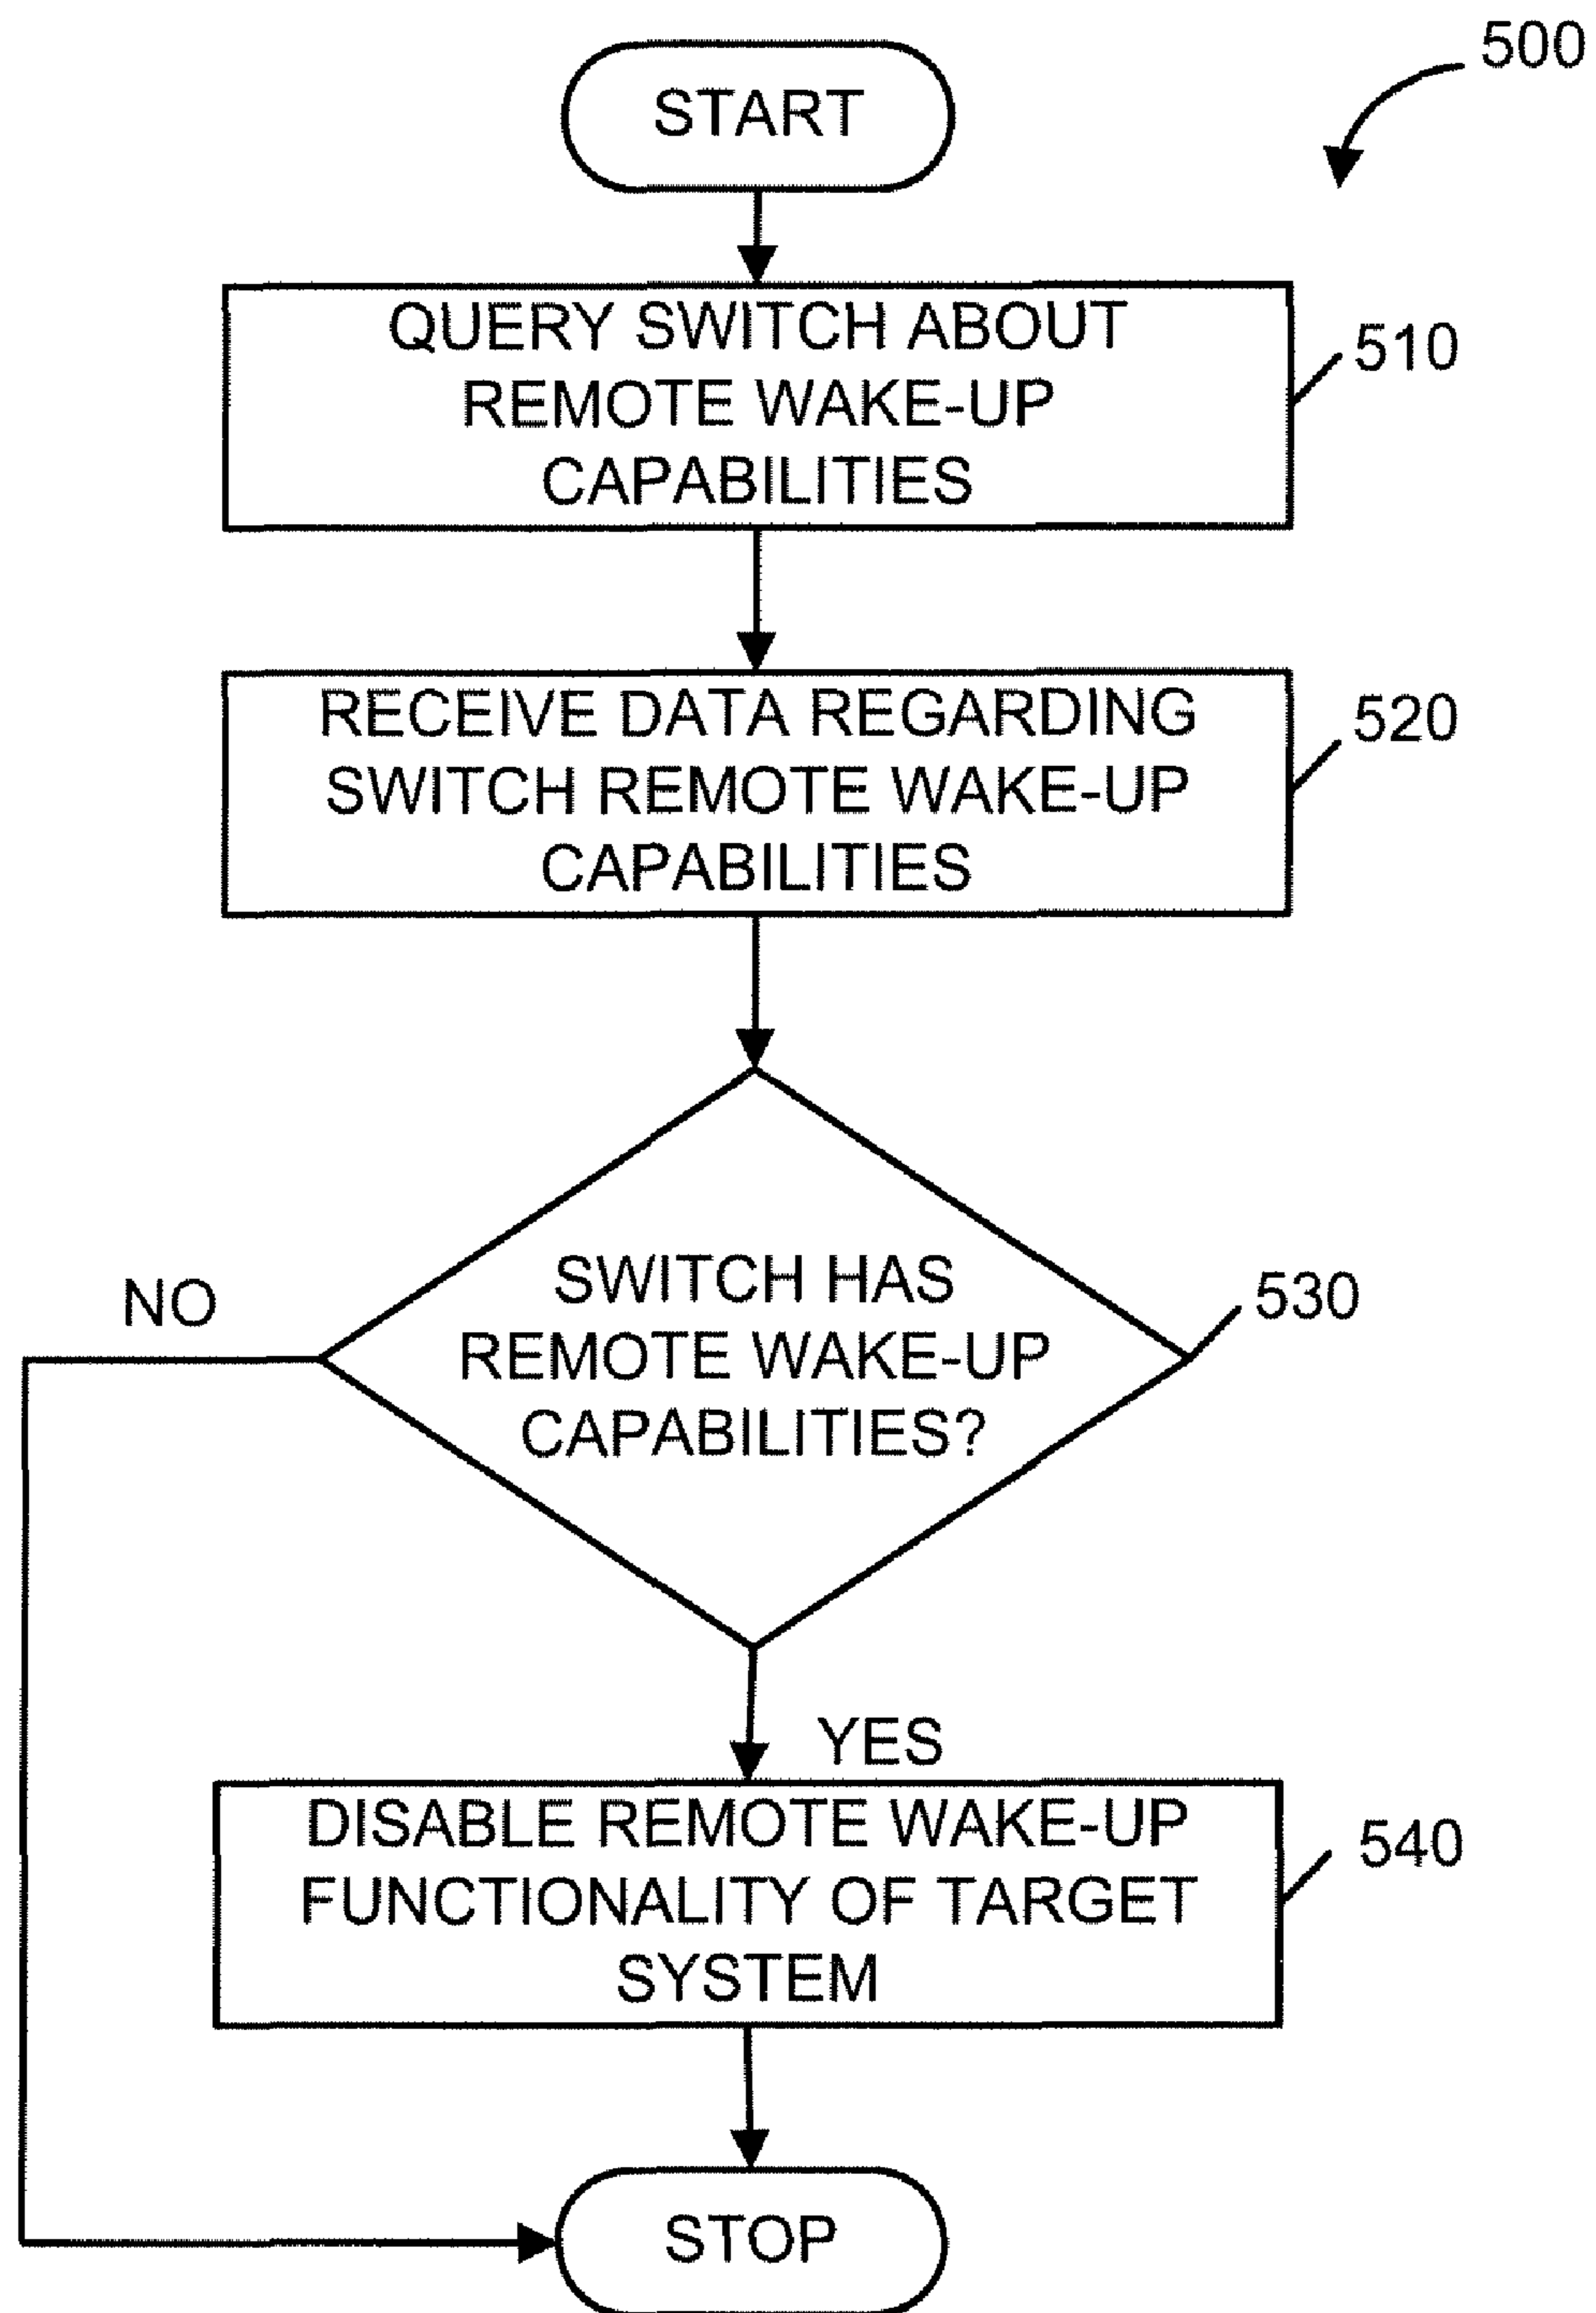 500
START
QUERY SWITCH ABOUT
REMOTE WAKE-UP
CAPABILITIES
510
RECEIVE DATA REGARDING
SWITCH REMOTE WAKE-UP
CAPABILITIES
520
SWITCH HAS
REMOTE WAKE-UP
CAPABILITIES?
530
NO
YES
DISABLE REMOTE WAKE-UP
FUNCTIONALITY OF TARGET
SYSTEM
540
STOP